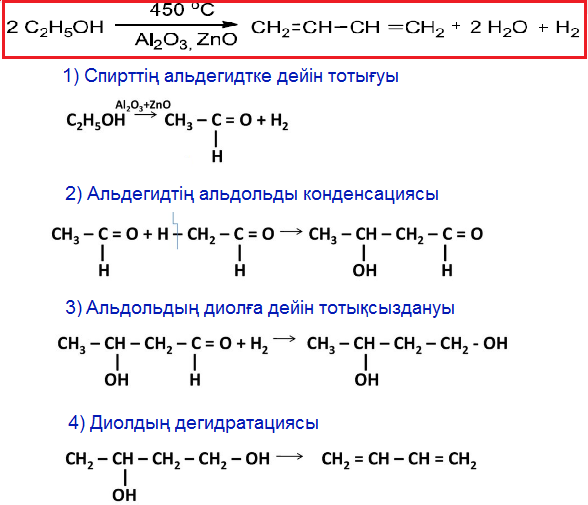 450 °C
2 C₂H₅OH ⟶ CH₂=CH–CH =CH₂ + 2 H₂O + H₂
Al₂O₃, ZnO
1) Спирттің альдегидтке дейін тотығуы
Al₂O₃+ZnO
C₂H₅OH → CH₃ – C = O + H₂
|
H
2) Альдегидтің альдольды конденсациясы
CH₃ – C = O + H – CH₂ – C = O → CH₃ – CH – CH₂ – C = O
| | | |
H H OH H
3) Альдольдың диолға дейін тотықсыздануы
CH₃ – CH – CH₂ – C = O + H₂ → CH₃ – CH – CH₂ – CH₂ - OH
| | |
OH H OH
4) Диолдың дегидратациясы
CH₂ – CH – CH₂ – CH₂ – OH → CH₂ = CH – CH = CH₂
|
OH